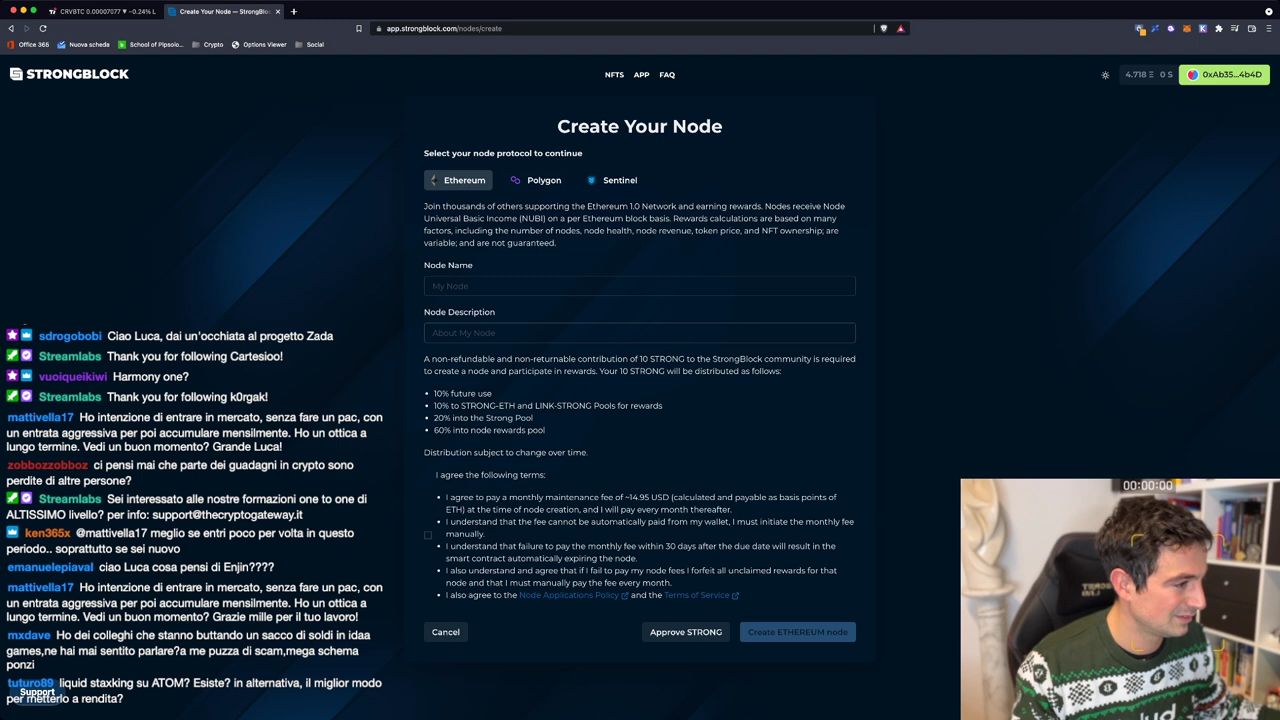 CRVBTC 0.00007077 ▼ −0.24% L
Create Your Node — StrongBloc
app.strongblock.com/nodes/create
Office 365
Nuova scheda
School of Pipsolo...
Crypto
Options Viewer
Social
STRONGBLOCK
NFTS APP FAQ
4.718 Ξ 0 S
0xAb35...4b4D
Create Your Node
Select your node protocol to continue
Ethereum
Polygon
Sentinel
Join thousands of others supporting the Ethereum 1.0 Network and earning rewards. Nodes receive Node
Universal Basic Income (NUBI) on a per Ethereum block basis. Rewards calculations are based on many
factors, including the number of nodes, node health, node revenue, token price, and NFT ownership; are
variable; and are not guaranteed.
Node Name
My Node
Node Description
About My Node
A non-refundable and non-returnable contribution of 10 STRONG to the StrongBlock community is required
to create a node and participate in rewards. Your 10 STRONG will be distributed as follows:
• 10% future use
• 10% to STRONG-ETH and LINK-STRONG Pools for rewards
• 20% into the Strong Pool
• 60% into node rewards pool
Distribution subject to change over time.
I agree the following terms:
• I agree to pay a monthly maintenance fee of ~14.95 USD (calculated and payable as basis points of
ETH) at the time of node creation, and I will pay every month thereafter.
• I understand that the fee cannot be automatically paid from my wallet, I must initiate the monthly fee
manually.
• I understand that failure to pay the monthly fee within 30 days after the due date will result in the
smart contract automatically expiring the node.
• I also understand and agree that if I fail to pay my node fees I forfeit all unclaimed rewards for that
node and that I must manually pay the fee every month.
• I also agree to the Node Applications Policy and the Terms of Service
Cancel
Approve STRONG
Create ETHEREUM node
sdrogobobi Ciao Luca, dai un'occhiata al progetto Zada
Streamlabs Thank you for following Cartesioo!
vuoiqueikiwi Harmony one?
Streamlabs Thank you for following k0rgak!
mattivella17 Ho intenzione di entrare in mercato, senza fare un pac, con
un entrata aggressiva per poi accumulare mensilmente. Ho un ottica a
lungo termine. Vedi un buon momento? Grande Luca!
zobbozzobboz ci pensi mai che parte dei guadagni in crypto sono
perdite di altre persone?
Streamlabs Sei interessato alle nostre formazioni one to one di
ALTISSIMO livello? per info: support@thecryptogateway.it
ken365x @mattivella17 meglio se entri poco per volta in questo
periodo.. soprattutto se sei nuovo
emanuelepiaval ciao Luca cosa pensi di Enjin????
mattivella17 Ho intenzione di entrare in mercato, senza fare un pac, con
un entrata aggressiva per poi accumulare mensilmente. Ho un ottica a
lungo termine. Vedi un buon momento? Grazie mille per il tuo lavoro!
mxdave Ho dei colleghi che stanno buttando un sacco di soldi in idaa
games,ne hai mai sentito parlare?a me puzza di scam,mega schema
ponzi
tuturo89 liquid staxking su ATOM? Esiste? in alternativa, il miglior modo
per metterlo a rendita?
Support
00:00:00